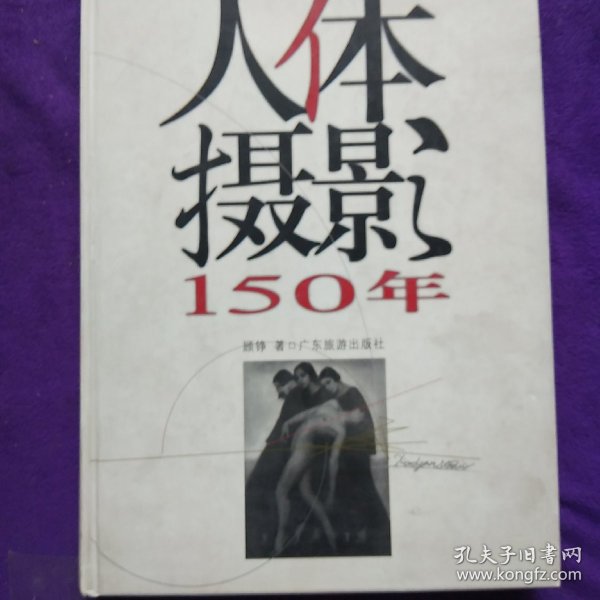 人体
摄影
150年
顾铮 著□广东旅游出版社
孔夫子旧书网
www.kongfz.com